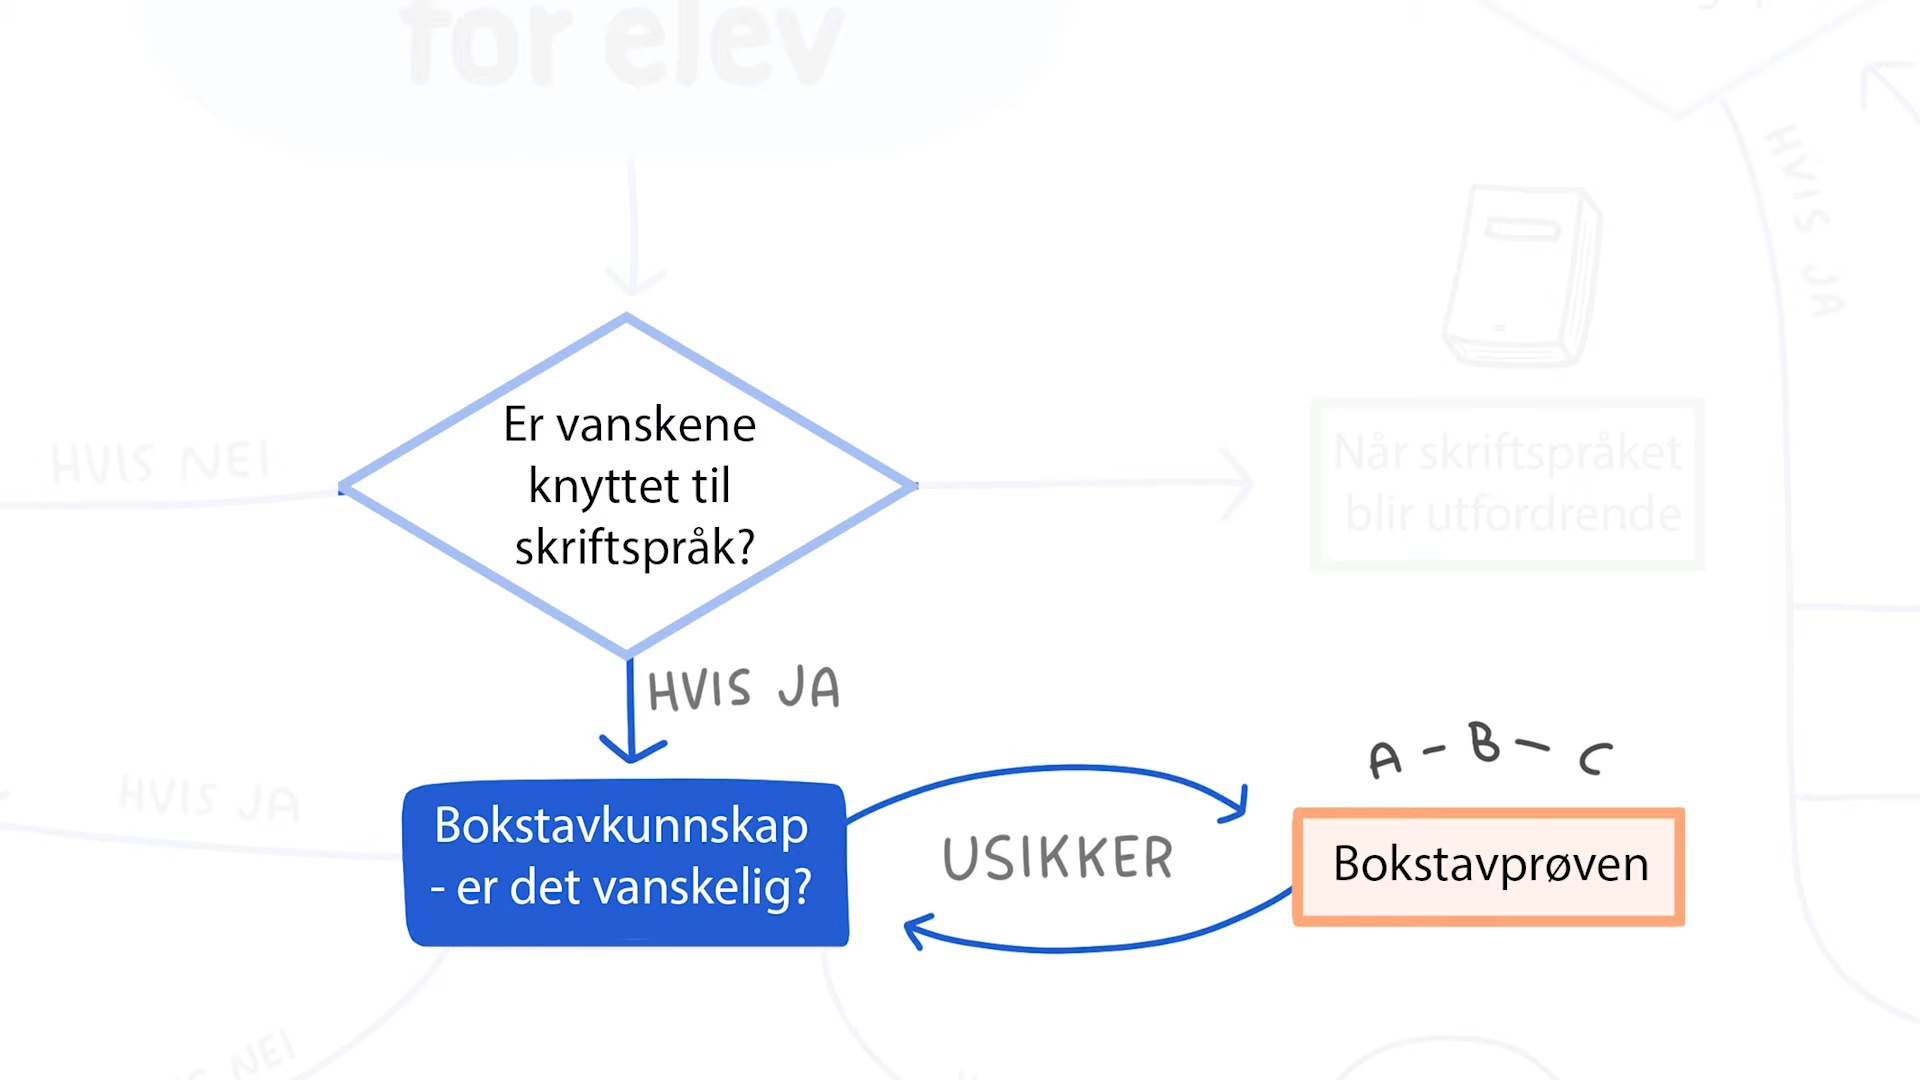 for elev
HVIS JA
Er vanskene
knyttet til
skriftspråk?
HVIS NEI
Når skriftspråket
blir utfordrende
HVIS JA
A - B - C
HVIS JA
Bokstavkunnskap
- er det vanskelig?
USIKKER
Bokstavprøven
NEI